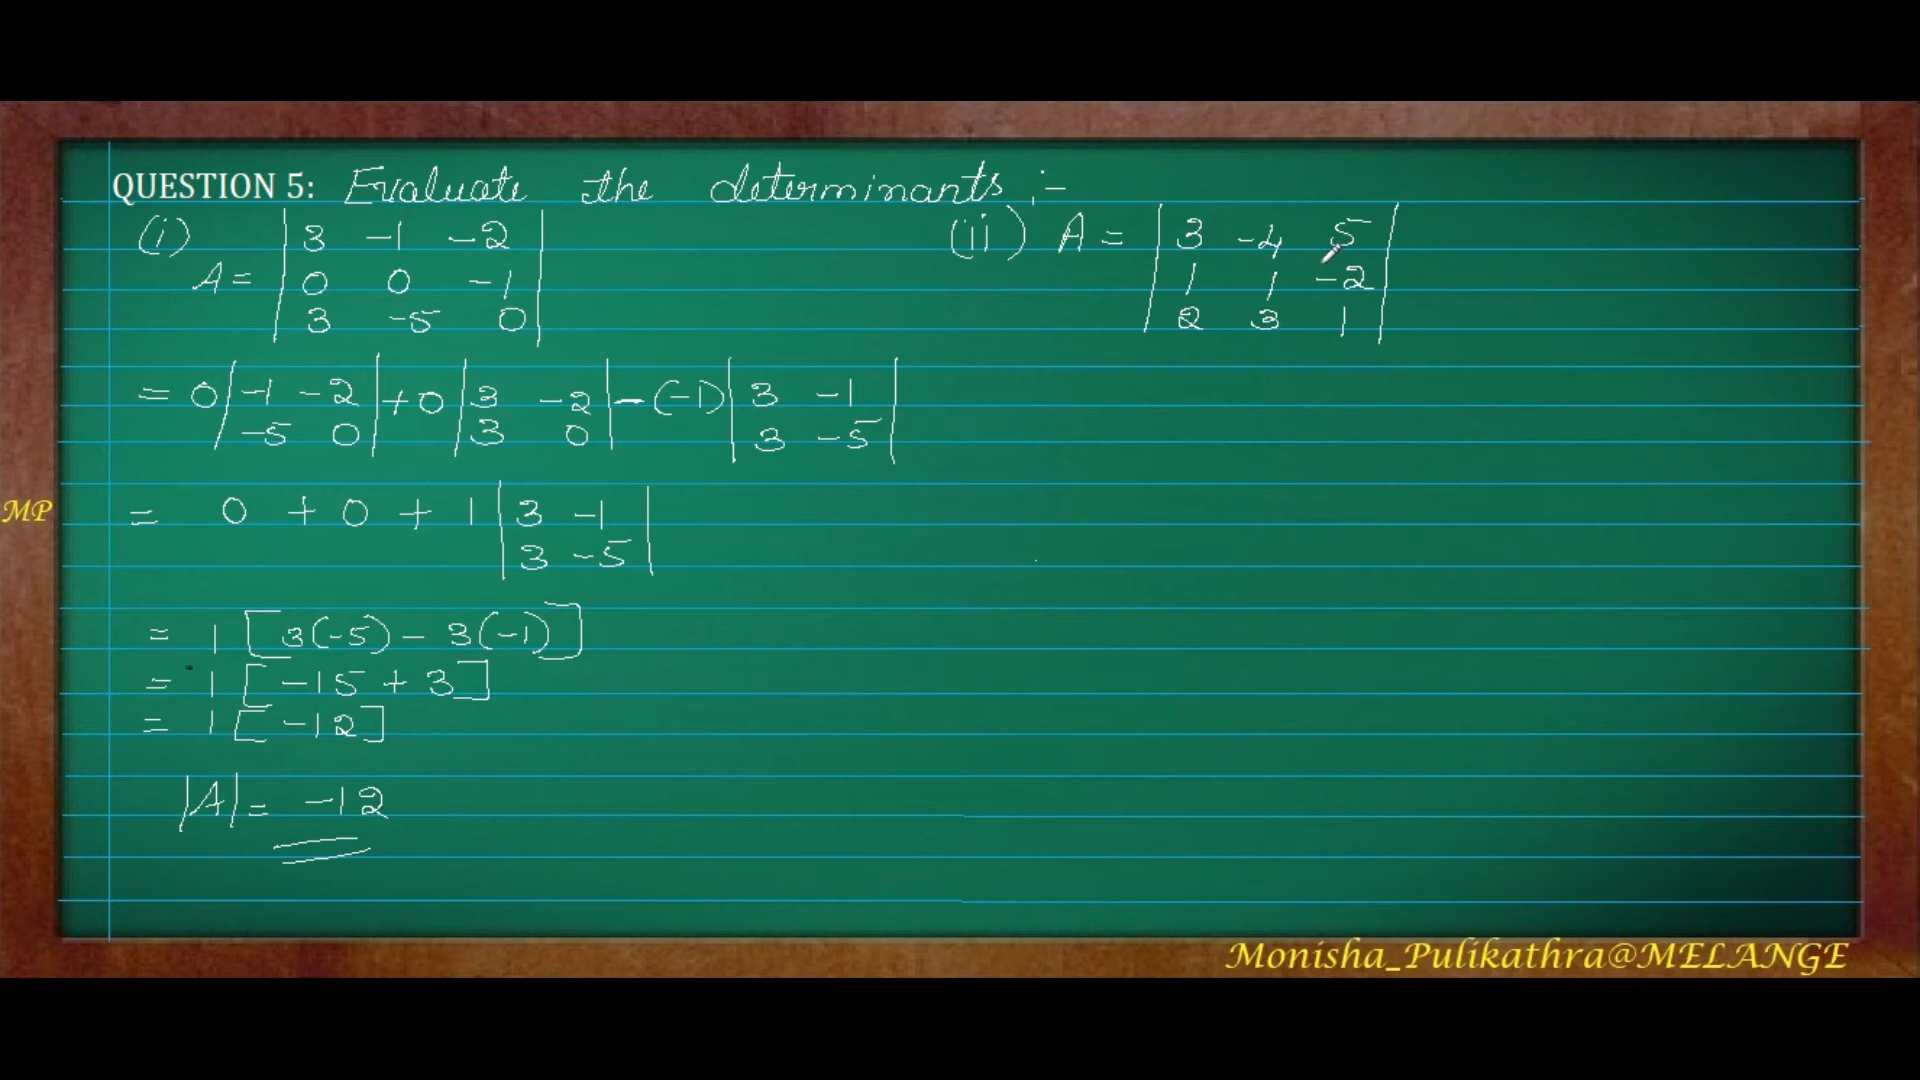 QUESTION 5: Evaluate the determinants :-
(i) A = | 3 -1 -2 |
| 0 0 -1 |
| 3 -5 0 |
= 0 | -1 -2 | + 0 | 3 -2 | - (-1) | 3 -1 |
| -5 0 | | 3 0 | | 3 -5 |
= 0 + 0 + 1 | 3 -1 |
| 3 -5 |
= 1 [ 3(-5) - 3(-1) ]
= 1 [ -15 + 3 ]
= 1 [ -12 ]
|A| = -12
(ii) A = | 3 -4 5 |
| 1 1 -2 |
| 2 3 1 |
MP
Monisha_Pulikathra@MELANGE